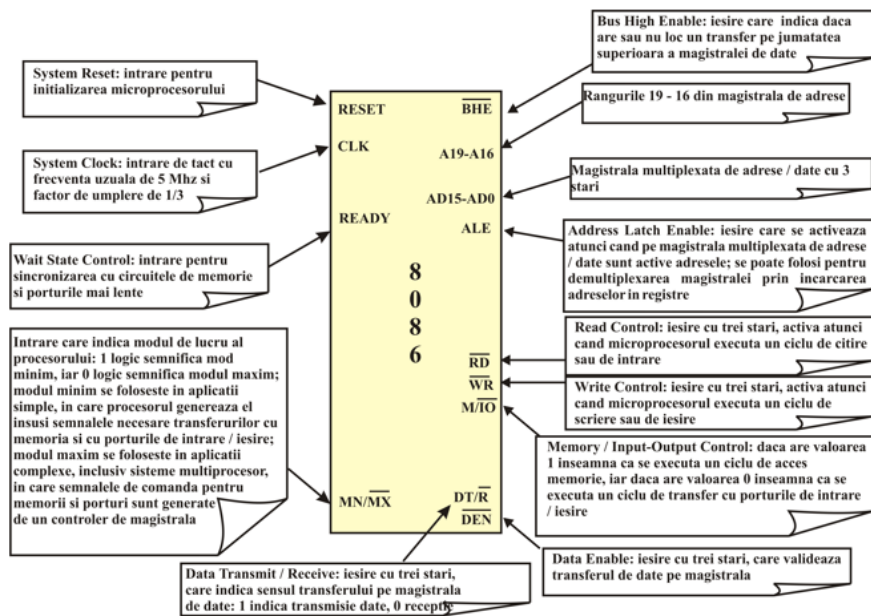 Bus High Enable: iesire care indica daca
are sau nu loc un transfer pe jumatatea
superioara a magistralei de date
System Reset: intrare pentru
initializarea microprocesorului
RESET
BHE
Rangurile 19 - 16 din magistrala de adrese
CLK
A19-A16
System Clock: intrare de tact cu
frecventa uzuala de 5 Mhz si
factor de umplere de 1/3
Magistrala multiplexata de adrese / date cu 3
stari
AD15-AD0
READY
ALE
Address Latch Enable: iesire care se activeaza
atunci cand pe magistrala multiplexata de adrese
/ date sunt active adresele; se poate folosi pentru
demultiplexarea magistralei prin incarcarea
adreselor in registre
Wait State Control: intrare pentru
sincronizarea cu circuitele de memorie
si porturile mai lente
8
0
8
6
Intrare care indica modul de lucru al
procesorului: 1 logic semnifica mod
minim, iar 0 logic semnifica modul maxim;
modul minim se foloseste in aplicatii
simple, in care procesorul genereaza el
insusi semnalele necesare transferurilor cu
memoria si cu porturile de intrare / iesire;
modul maxim se foloseste in aplicatii
complexe, inclusiv sisteme multiprocesor,
in care semnalele de comanda pentru
memorii si porturi sunt generate
de un controler de magistrala
Read Control: iesire cu trei stari, activa atunci
cand microprocesorul executa un ciclu de citire
sau de intrare
RD
WR
M/IO
Write Control: iesire cu trei stari, activa atunci
cand microprocesorul executa un ciclu de
scriere sau de iesire
Memory / Input-Output Control: daca are valoarea
1 inseamna ca se executa un ciclu de acces
memorie, iar daca are valoarea 0 inseamna ca se
executa un ciclu de transfer cu porturile de intrare
/ iesire
MN/MX
DT/R
DEN
Data Enable: iesire cu trei stari, care valideaza
transferul de date pe magistrala
Data Transmit / Receive: iesire cu trei stari,
care indica sensul transferului pe magistrala
de date: 1 indica transmisie date, 0 receptie